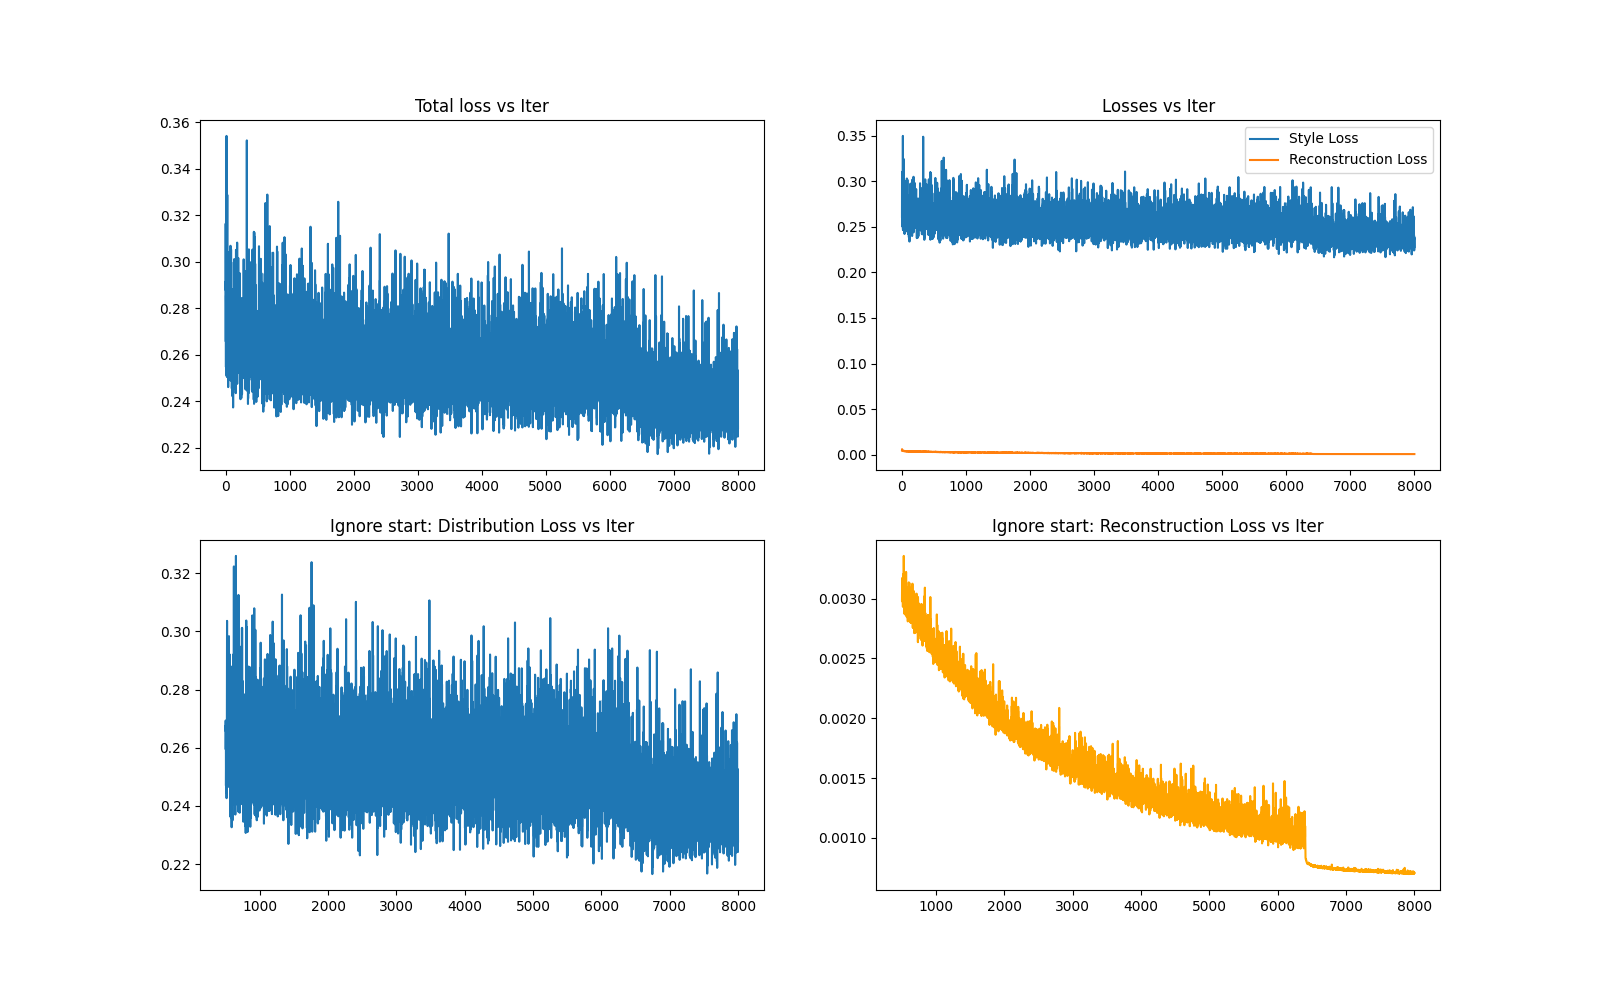 Total loss vs Iter
0.36
0.34
0.32
0.30
0.28
0.26
0.24
0.22
0 1000 2000 3000 4000 5000 6000 7000 8000
Losses vs Iter
Style Loss
Reconstruction Loss
0.35
0.30
0.25
0.20
0.15
0.10
0.05
0.00
0 1000 2000 3000 4000 5000 6000 7000 8000
Ignore start: Distribution Loss vs Iter
0.32
0.30
0.28
0.26
0.24
0.22
1000 2000 3000 4000 5000 6000 7000 8000
Ignore start: Reconstruction Loss vs Iter
0.0030
0.0025
0.0020
0.0015
0.0010
1000 2000 3000 4000 5000 6000 7000 8000